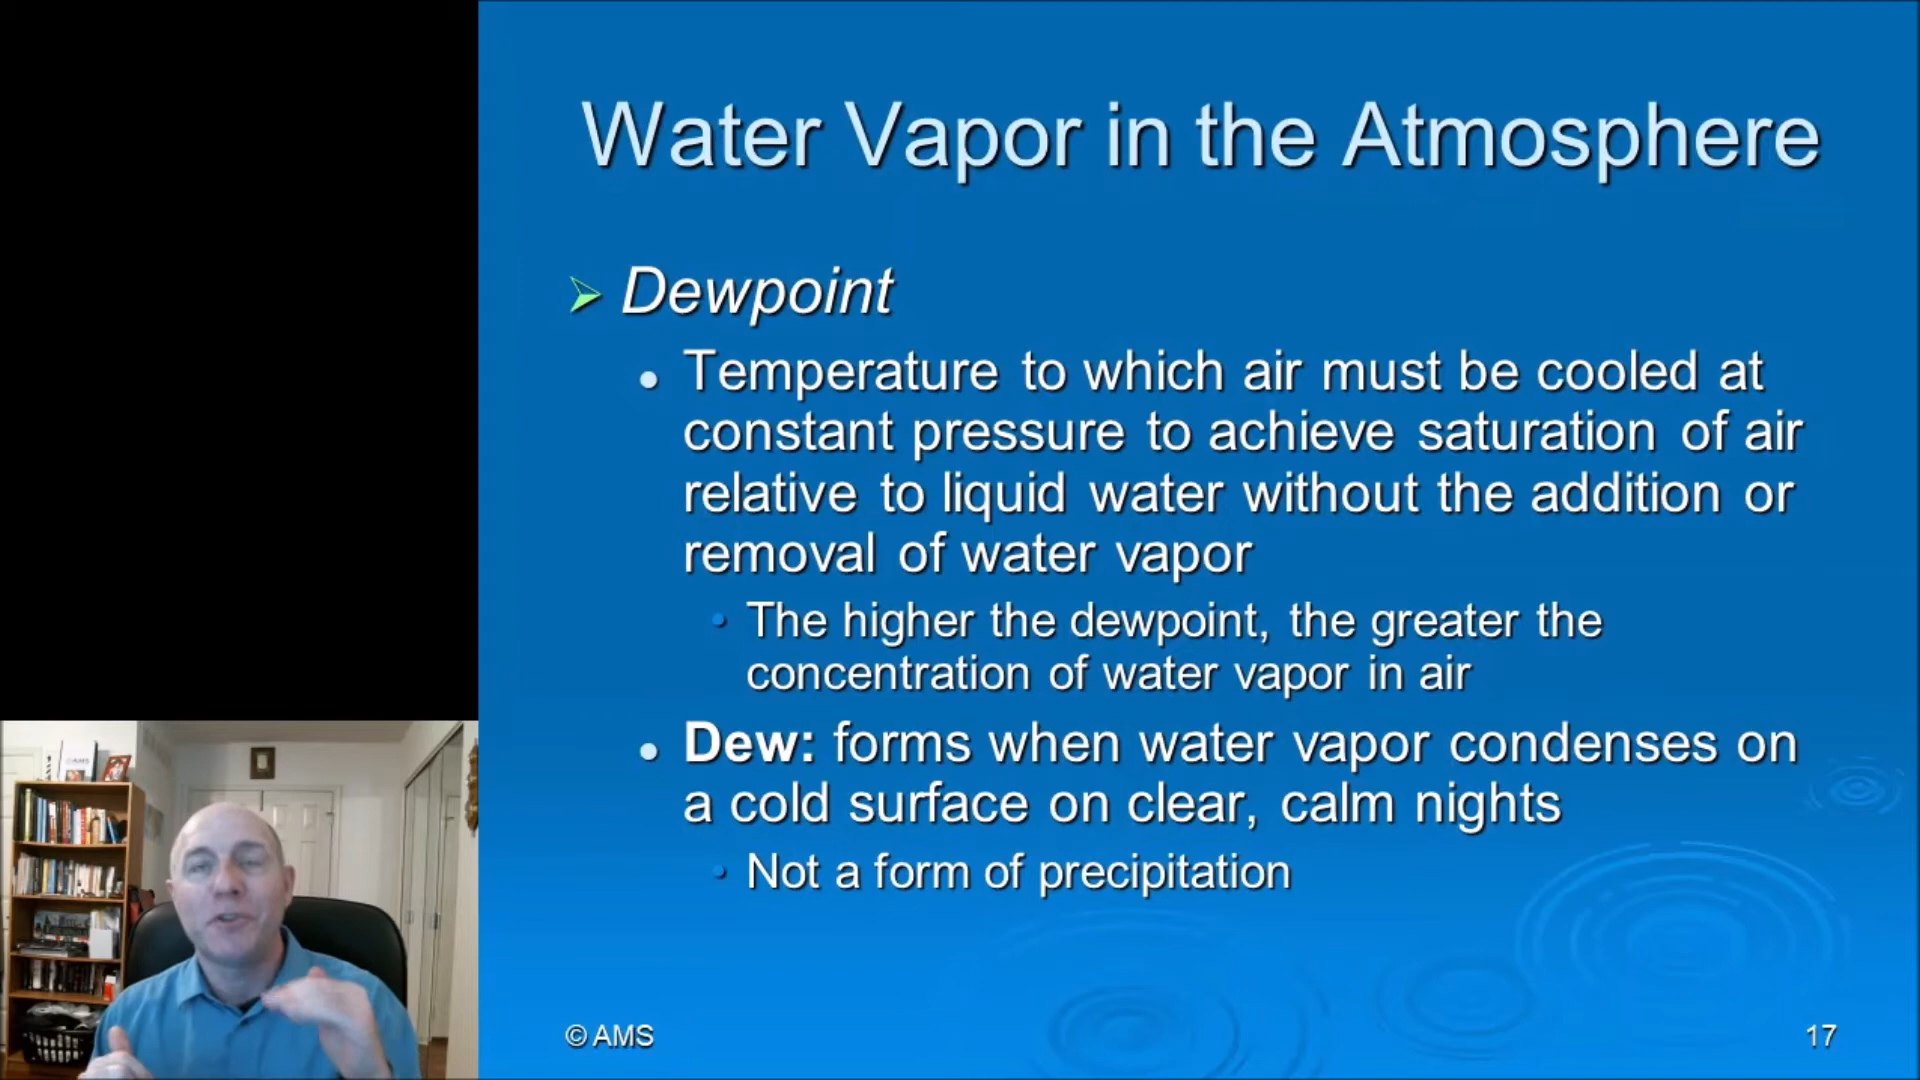 Water Vapor in the Atmosphere
Dewpoint
Temperature to which air must be cooled at
constant pressure to achieve saturation of air
relative to liquid water without the addition or
removal of water vapor
The higher the dewpoint, the greater the
concentration of water vapor in air
Dew: forms when water vapor condenses on
a cold surface on clear, calm nights
Not a form of precipitation
© AMS
17